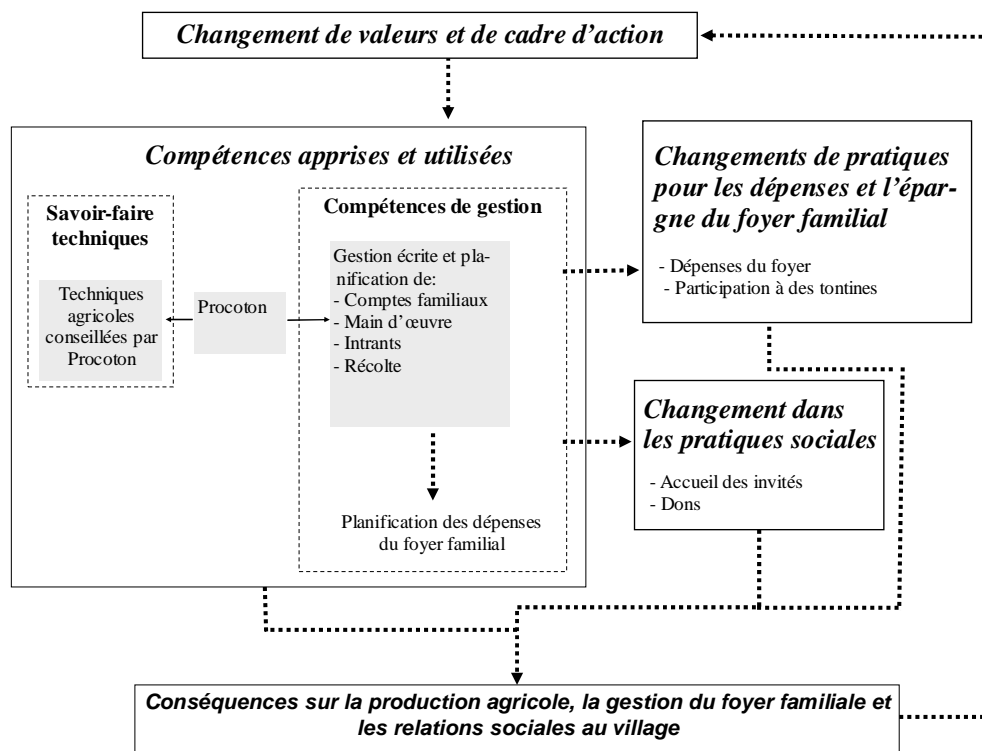 Changement de valeurs et de cadre d’action
Compétences apprises et utilisées
Savoir-faire
techniques
Techniques
agricoles
conseillées par
Procoton
Procoton
Compétences de gestion
Gestion écrite et pla-
nification de:
- Comptes familiaux
- Main d’œuvre
- Intrants
- Récolte
Planification des dépenses
du foyer familial
Changements de pratiques
pour les dépenses et l’épar-
gne du foyer familial
- Dépenses du foyer
- Participation à des tontines
Changement dans
les pratiques sociales
- Accueil des invités
- Dons
Conséquences sur la production agricole, la gestion du foyer familiale et
les relations sociales au village